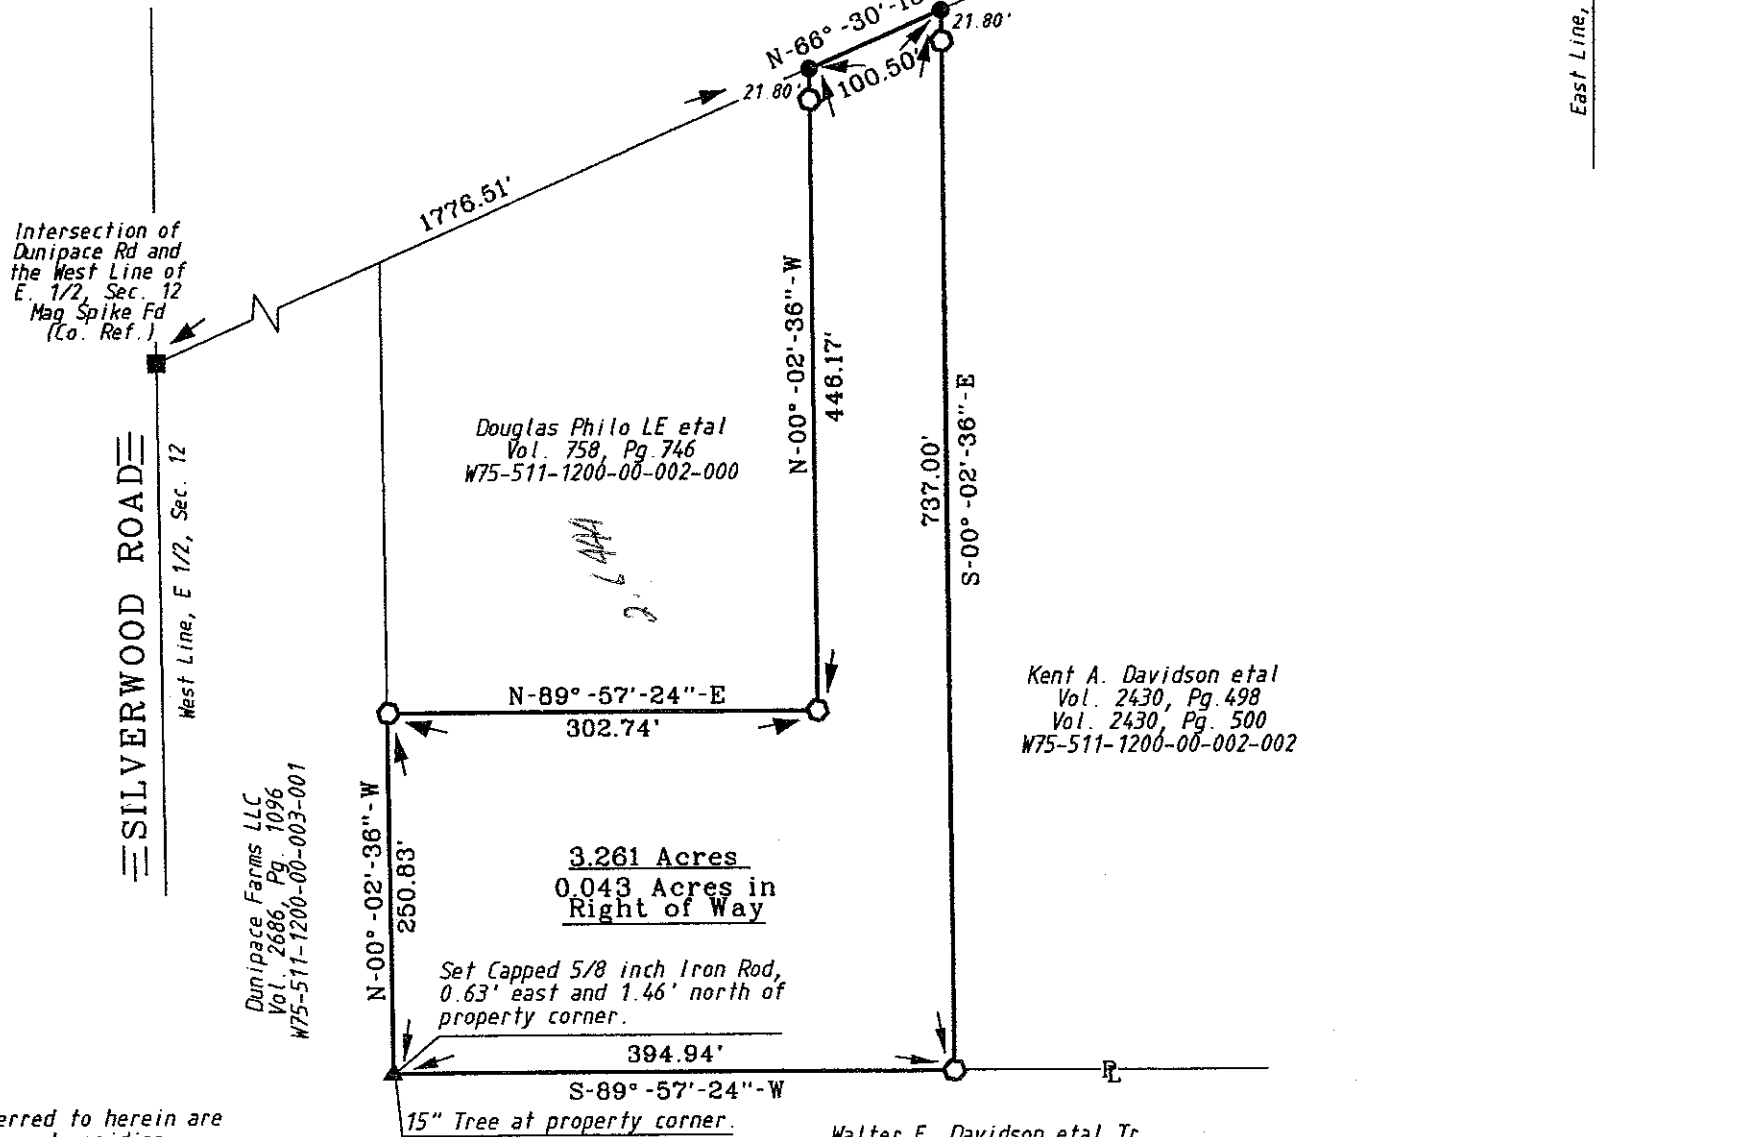 N-66°-30'-1
21.80'
East Line,
21.80'
100.50'
1776.51'
Intersection of
Dunipace Rd and
the West Line of
E. 1/2, Sec. 12
Mag Spike Fd
(Co. Ref.)
N-00°-02'-36"-W
446.17'
S-00°-02'-36"-E
737.00'
Douglas Philo LE etal
Vol. 758, Pg.746
W75-511-1200-00-002-000
SILVERWOOD ROAD
West Line, E 1/2, Sec. 12
N-89°-57'-24"-E
302.74'
Kent A. Davidson etal
Vol. 2430, Pg.498
Vol. 2430, Pg. 500
W75-511-1200-00-002-002
Dunipace Farms LLC
Vol. 2686, Pg. 1096
W75-511-1200-00-003-001
N-00°-02'-36"-W
250.83'
3.261 Acres
0.043 Acres in
Right of Way
Set Capped 5/8 inch Iron Rod,
0.63' east and 1.46' north of
property corner.
394.94'
S-89°-57'-24"-W
PL
15" Tree at property corner.
erred to herein are
Walter E. Davidson etal Tr